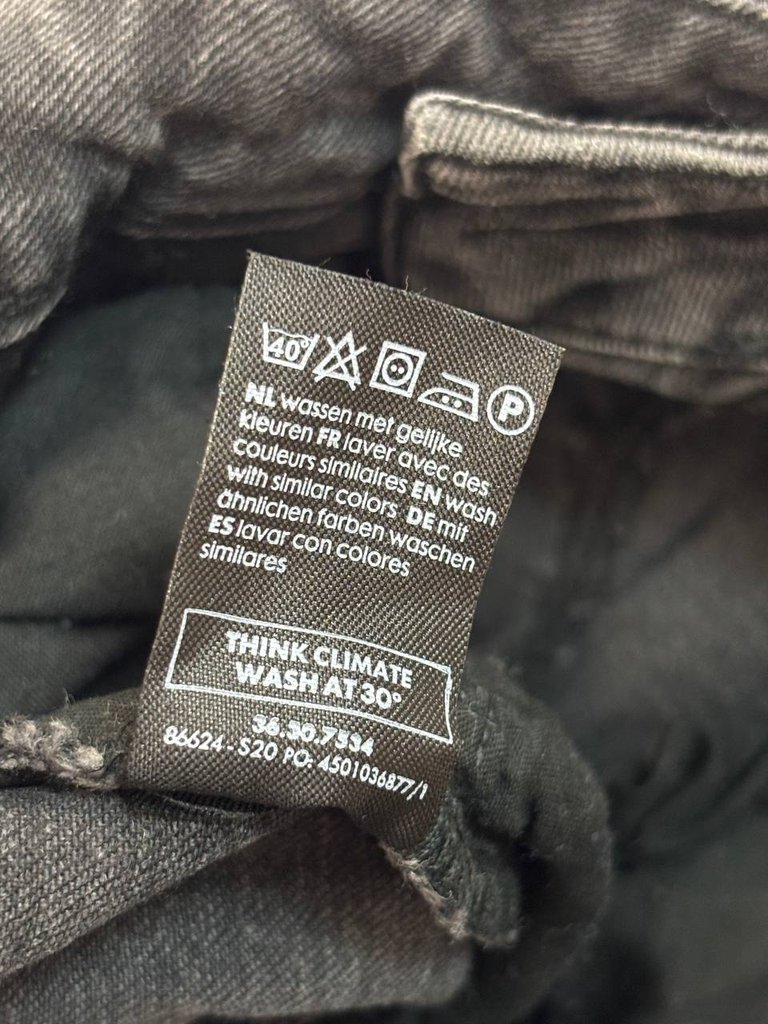 40°
P
NL wassen met gelijke
kleuren FR laver avec des
couleurs similaires EN wash
with similar colors DE mit
ähnlichen farben waschen
ES lavar con colores
similares
THINK CLIMATE
WASH AT 30°
36.30.7534
86624 - S20 PO: 4501036877/1